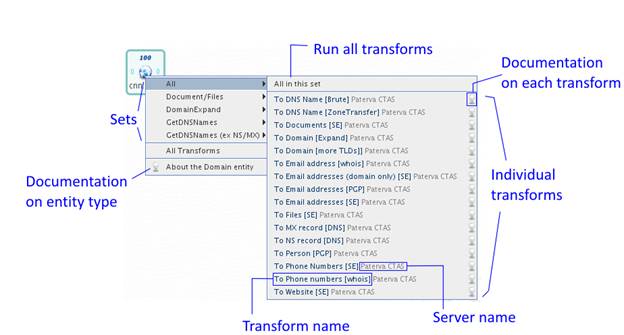 Run all transforms
Documentation
on each transform
100
0
0
cnn
All
Document/Files
DomainExpand
GetDNSNames
GetDNSNames (ex NS/MX)
All Transforms
About the Domain entity
Sets
Documentation
on entity type
All in this set
To DNS Name [Brute] Paterva CTAS
To DNS Name [ZoneTransfer] Paterva CTAS
To Documents [SE] Paterva CTAS
To Domain [Expand] Paterva CTAS
To Domain [more TLDs]] Paterva CTAS
To Email address [whois] Paterva CTAS
To Email addresses (domain only) [SE] Paterva CTAS
To Email addresses [PGP] Paterva CTAS
To Email addresses [SE] Paterva CTAS
To Files [SE] Paterva CTAS
To MX record [DNS] Paterva CTAS
To NS record [DNS] Paterva CTAS
To Person [PGP] Paterva CTAS
To Phone Numbers [SE] Paterva CTAS
To Phone numbers [whois] Paterva CTAS
To Website [SE] Paterva CTAS
Individual
transforms
Transform name
Server name